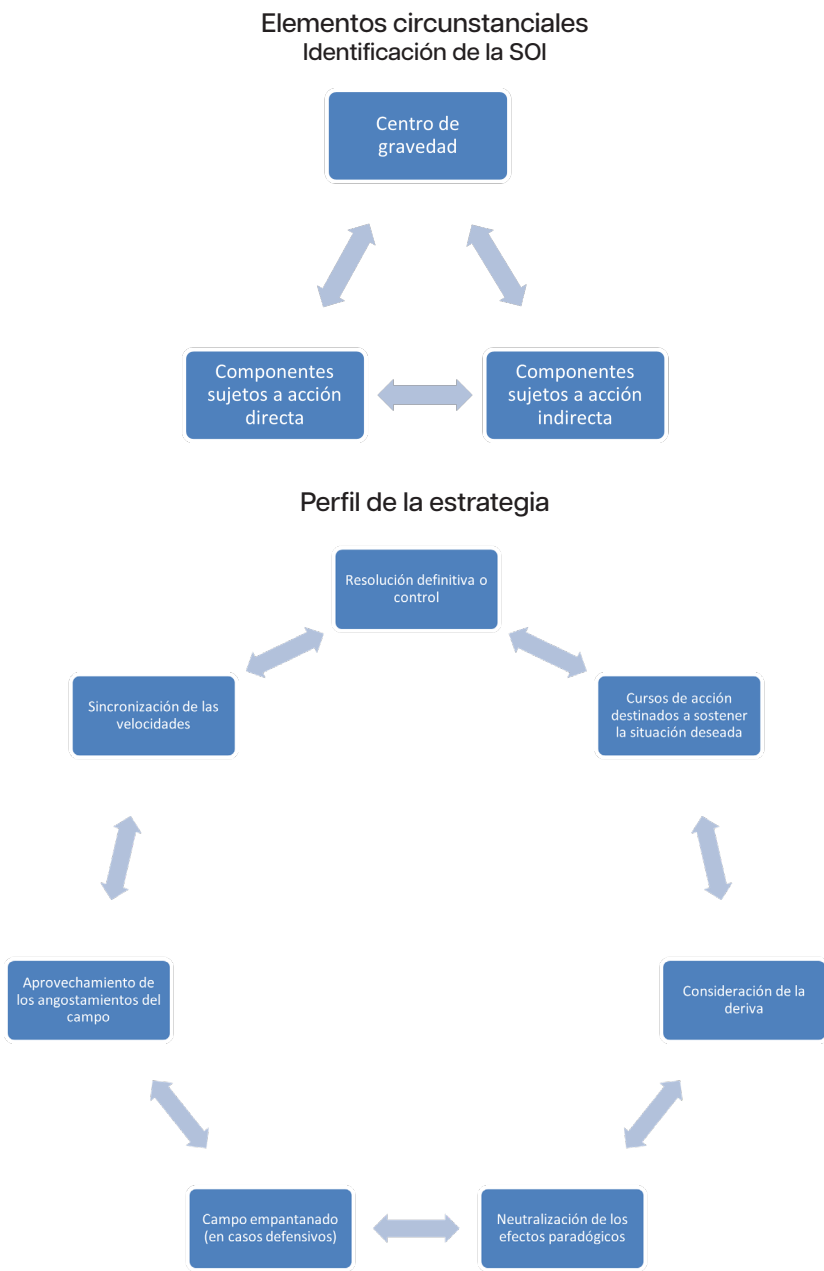 Elementos circunstanciales
Identificación de la SOI
Centro de
gravedad
Componentes
sujetos a acción
directa
Componentes
sujetos a acción
indirecta
Perfil de la estrategia
Resolución definitiva o
control
Sincronización de las
velocidades
Cursos de acción
destinados a sostener
la situación deseada
Aprovechamiento de
los angostamientos del
campo
Consideración de la
deriva
Campo empantanado
(en casos defensivos)
Neutralización de los
efectos paradógicos